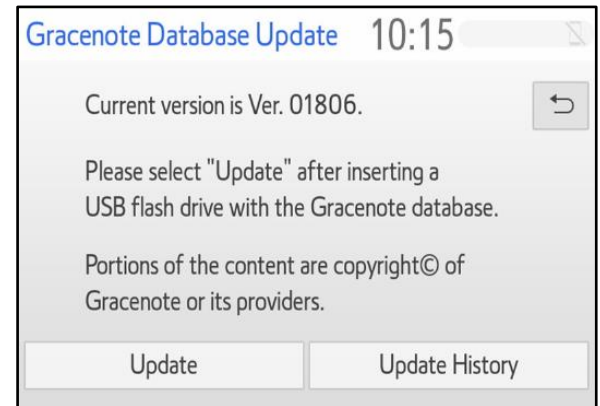 Gracenote Database Update 10:15
Current version is Ver. 01806.
Please select "Update" after inserting a
USB flash drive with the Gracenote database.
Portions of the content are copyright© of
Gracenote or its providers.
Update Update History